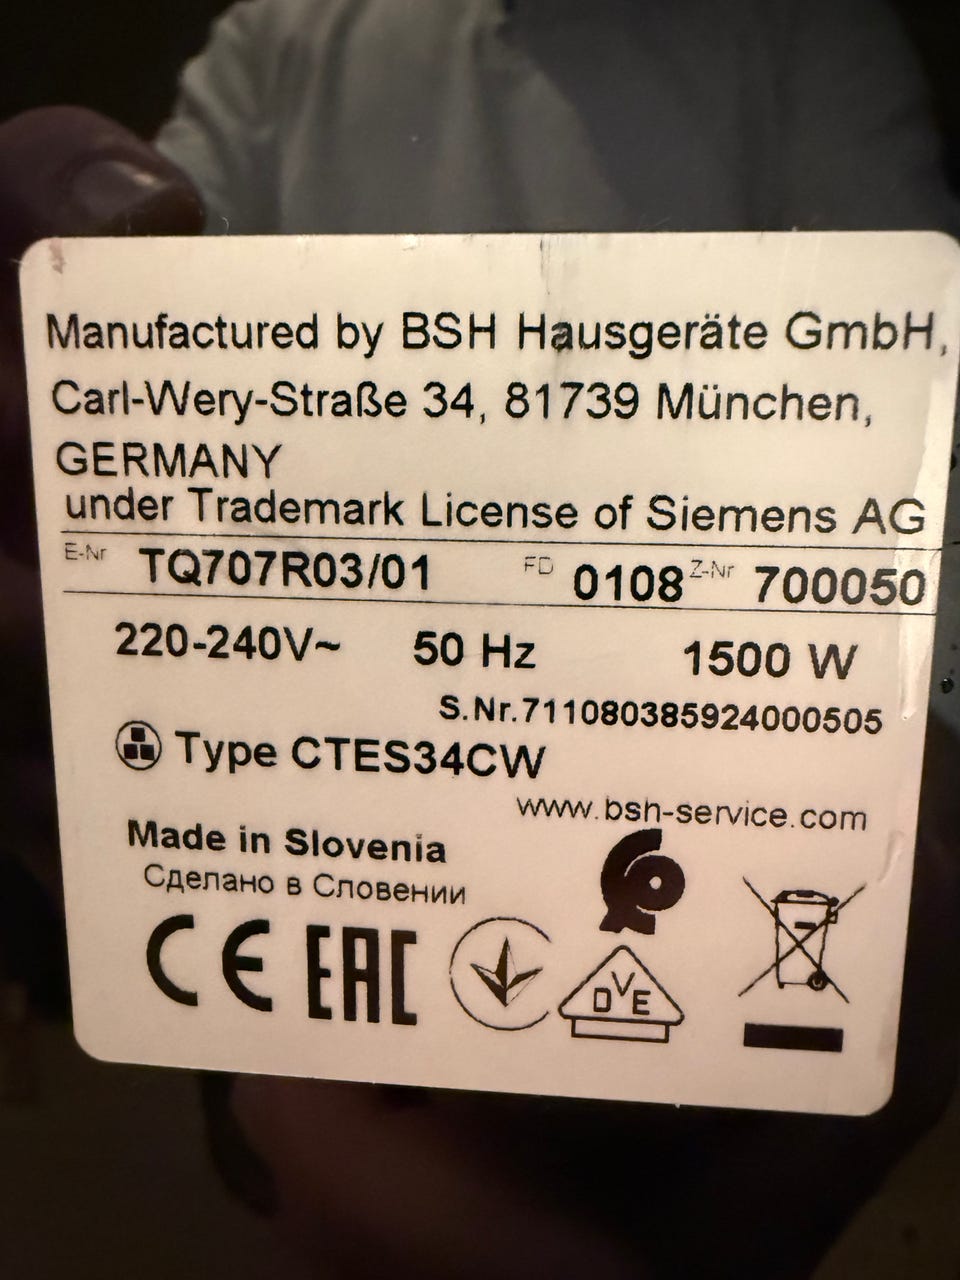 Manufactured by BSH Hausgeräte GmbH,
Carl-Wery-Straße 34, 81739 München,
GERMANY
under Trademark License of Siemens AG
E-Nr TQ707R03/01 FD 0108 Z-Nr 700050
220-240V~ 50 Hz 1500 W
S.Nr.711080385924000505
Type CTES34CW
www.bsh-service.com
Made in Slovenia
Сделано в Словении
CE EAC DVE